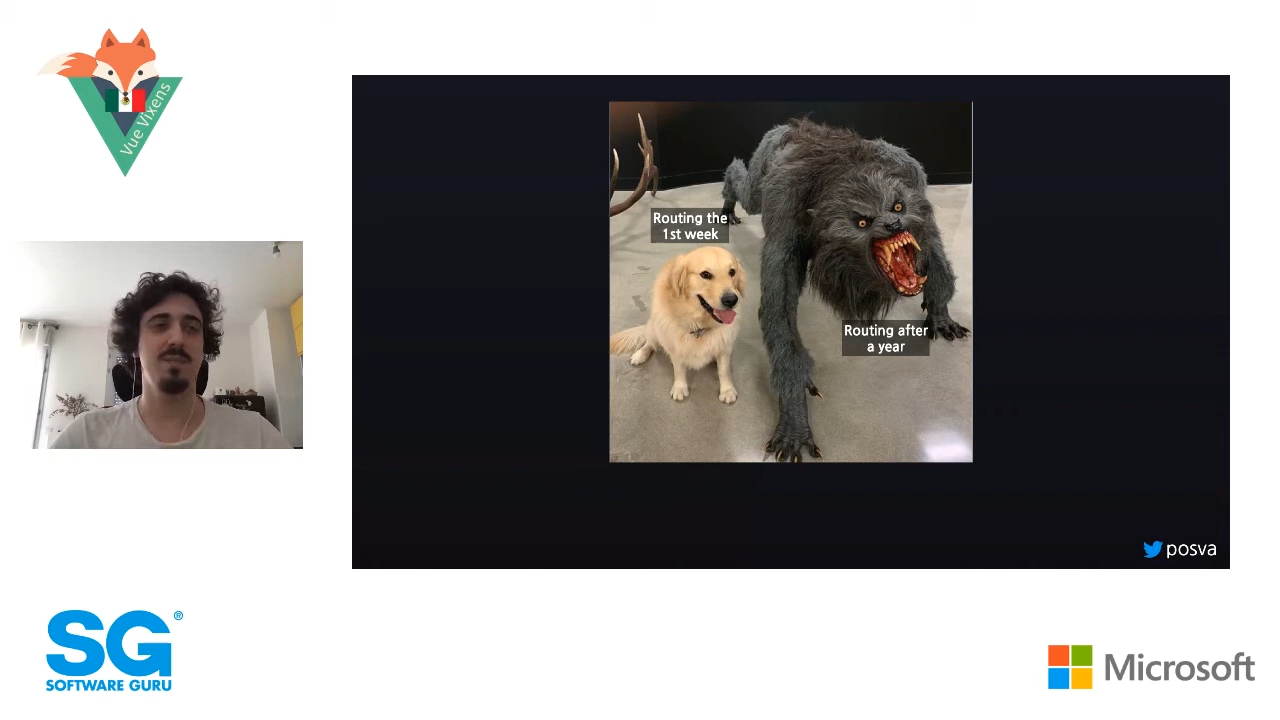 Vue Vixens
Routing the
1st week
Routing after
a year
posva
SG®
SOFTWARE GURU
Microsoft